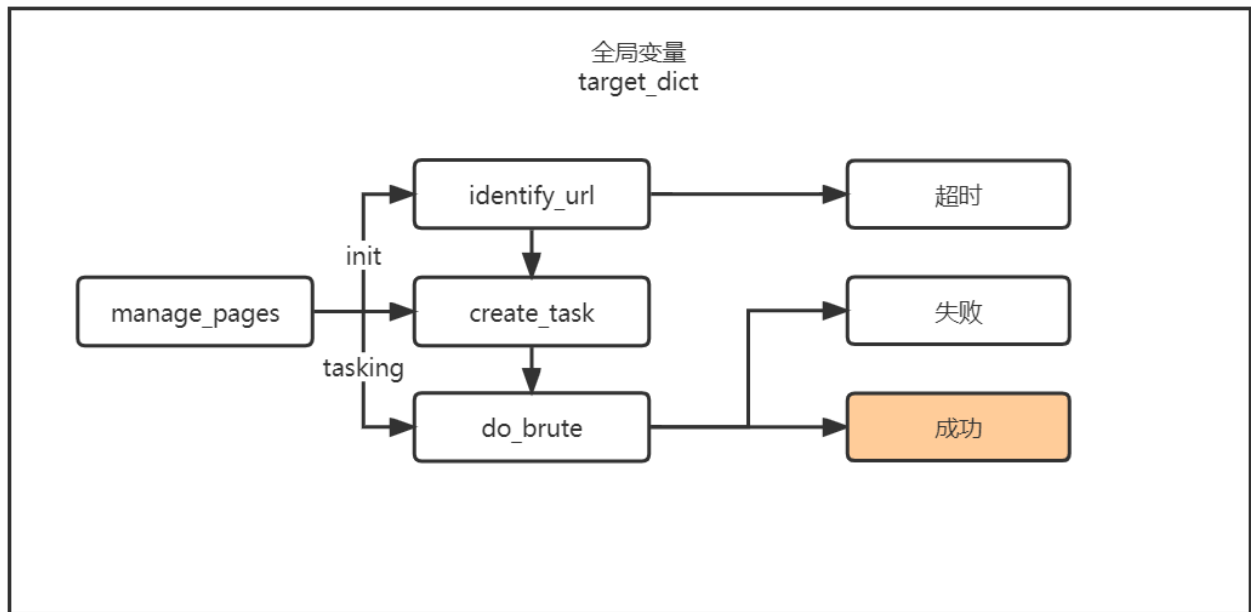 全局变量
target_dict
identify_url
超时
init
manage_pages
create_task
失败
tasking
do_brute
成功